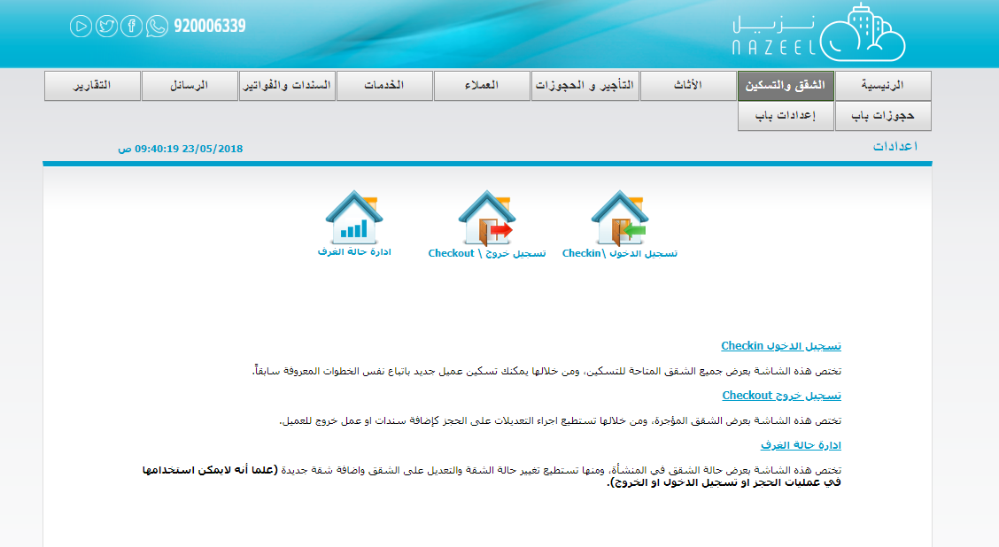 نـــزيــل
NAZEEL
920006339
الرئيسية
الشقق والتسكين
الأثاث
التأجير و الحجوزات
العملاء
الخدمات
السندات والفواتير
الرسائل
التقارير
حجوزات باب
إعدادات باب
اعدادات
23/05/2018 09:40:19 ص
تسجيل الدخول \Checkin
تسجيل خروج \ Checkout
ادارة حالة الغرف
تسجيل الدخول Checkin
تختص هذه الشاشة بعرض جميع الشقق المتاحة للتسكين، ومن خلالها يمكنك تسكين عميل جديد باتباع نفس الخطوات المعروفة سابقاً.
تسجيل خروج Checkout
تختص هذه الشاشة بعرض الشقق المؤجرة، ومن خلالها تستطيع اجراء التعديلات على الحجز كإضافة سندات او عمل خروج للعميل.
ادارة حالة الغرف
تختص هذه الشاشة بعرض حالة الشقق في المنشأة، ومنها تستطيع تغيير حالة الشقة والتعديل على الشقق واضافة شقة جديدة (علما أنه لايمكن استخدامها
في عمليات الحجز او تسجيل الدخول او الخروج).